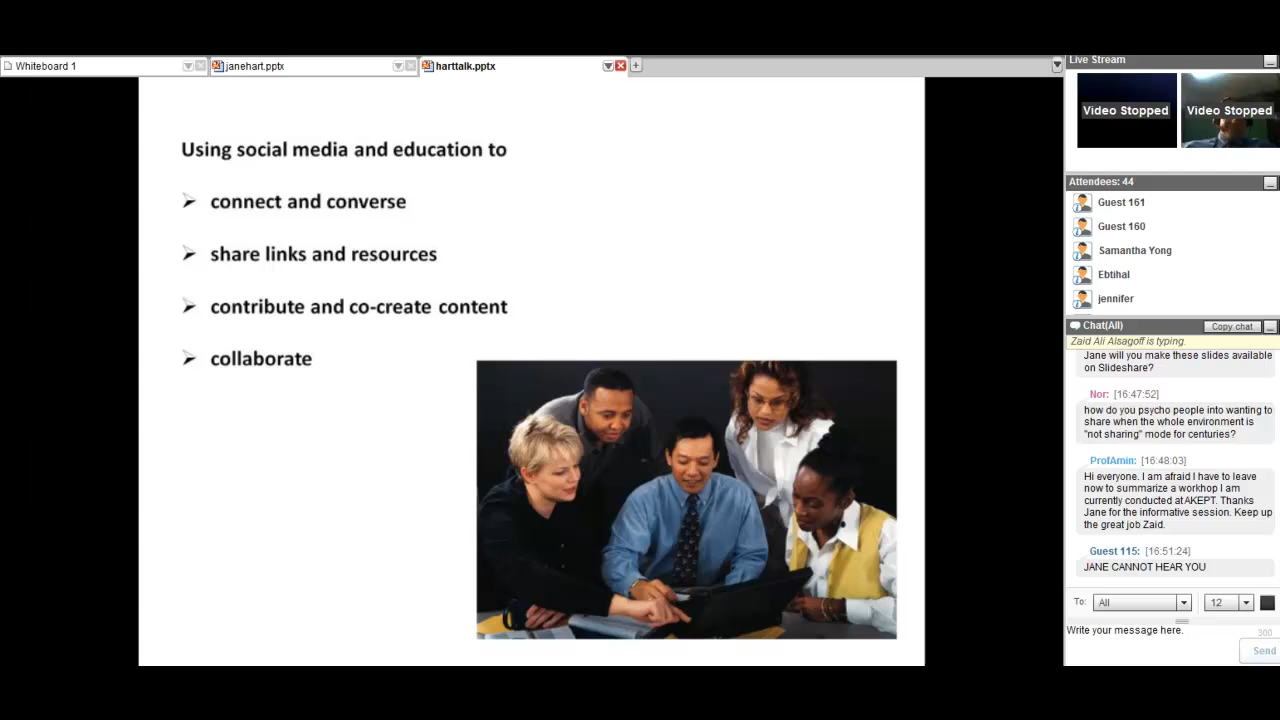 Whiteboard 1
janehart.pptx
harttalk.pptx
Using social media and education to
connect and converse
share links and resources
contribute and co-create content
collaborate
Live Stream
Video Stopped
Video Stopped
Attendees: 44
Guest 161
Guest 160
Samantha Yong
Ebtihal
jennifer
Chat(All)
Copy chat
Zaid Ali Alsagoff is typing.
Jane will you make these slides available
on Slideshare?
Nor: [16:47:52]
how do you psycho people into wanting to
share when the whole environment is
"not sharing" mode for centuries?
ProfAmin: [16:48:03]
Hi everyone. I am afraid I have to leave
now to summarize a workhop I am
currently conducted at AKEPT. Thanks
Jane for the informative session. Keep up
the great job Zaid.
Guest 115: [16:51:24]
JANE CANNOT HEAR YOU
To: All 12
Write your message here.
300
Send